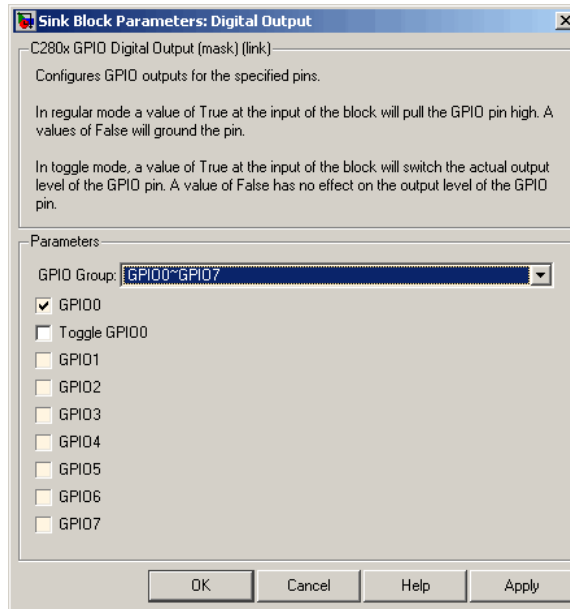 Sink Block Parameters: Digital Output
C280x GPIO Digital Output (mask) (link)
Configures GPIO outputs for the specified pins.
In regular mode a value of True at the input of the block will pull the GPIO pin high. A
values of False will ground the pin.
In toggle mode, a value of True at the input of the block will switch the actual output
level of the GPIO pin. A value of False has no effect on the output level of the GPIO
pin.
Parameters
GPIO Group: GPIO0~GPIO7
GPIO0
Toggle GPIO0
GPIO1
GPIO2
GPIO3
GPIO4
GPIO5
GPIO6
GPIO7
OK Cancel Help Apply